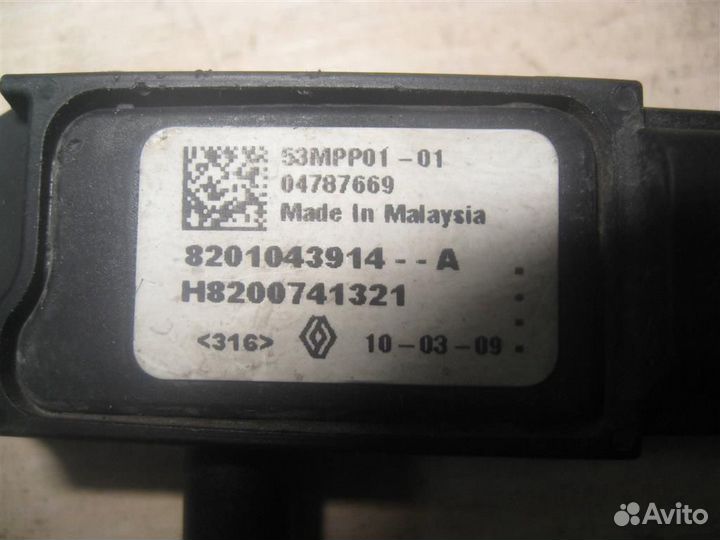 53MPP01-01
04787669
Made In Malaysia
8201043914--A
H8200741321
<316> 10-03-09
Avito